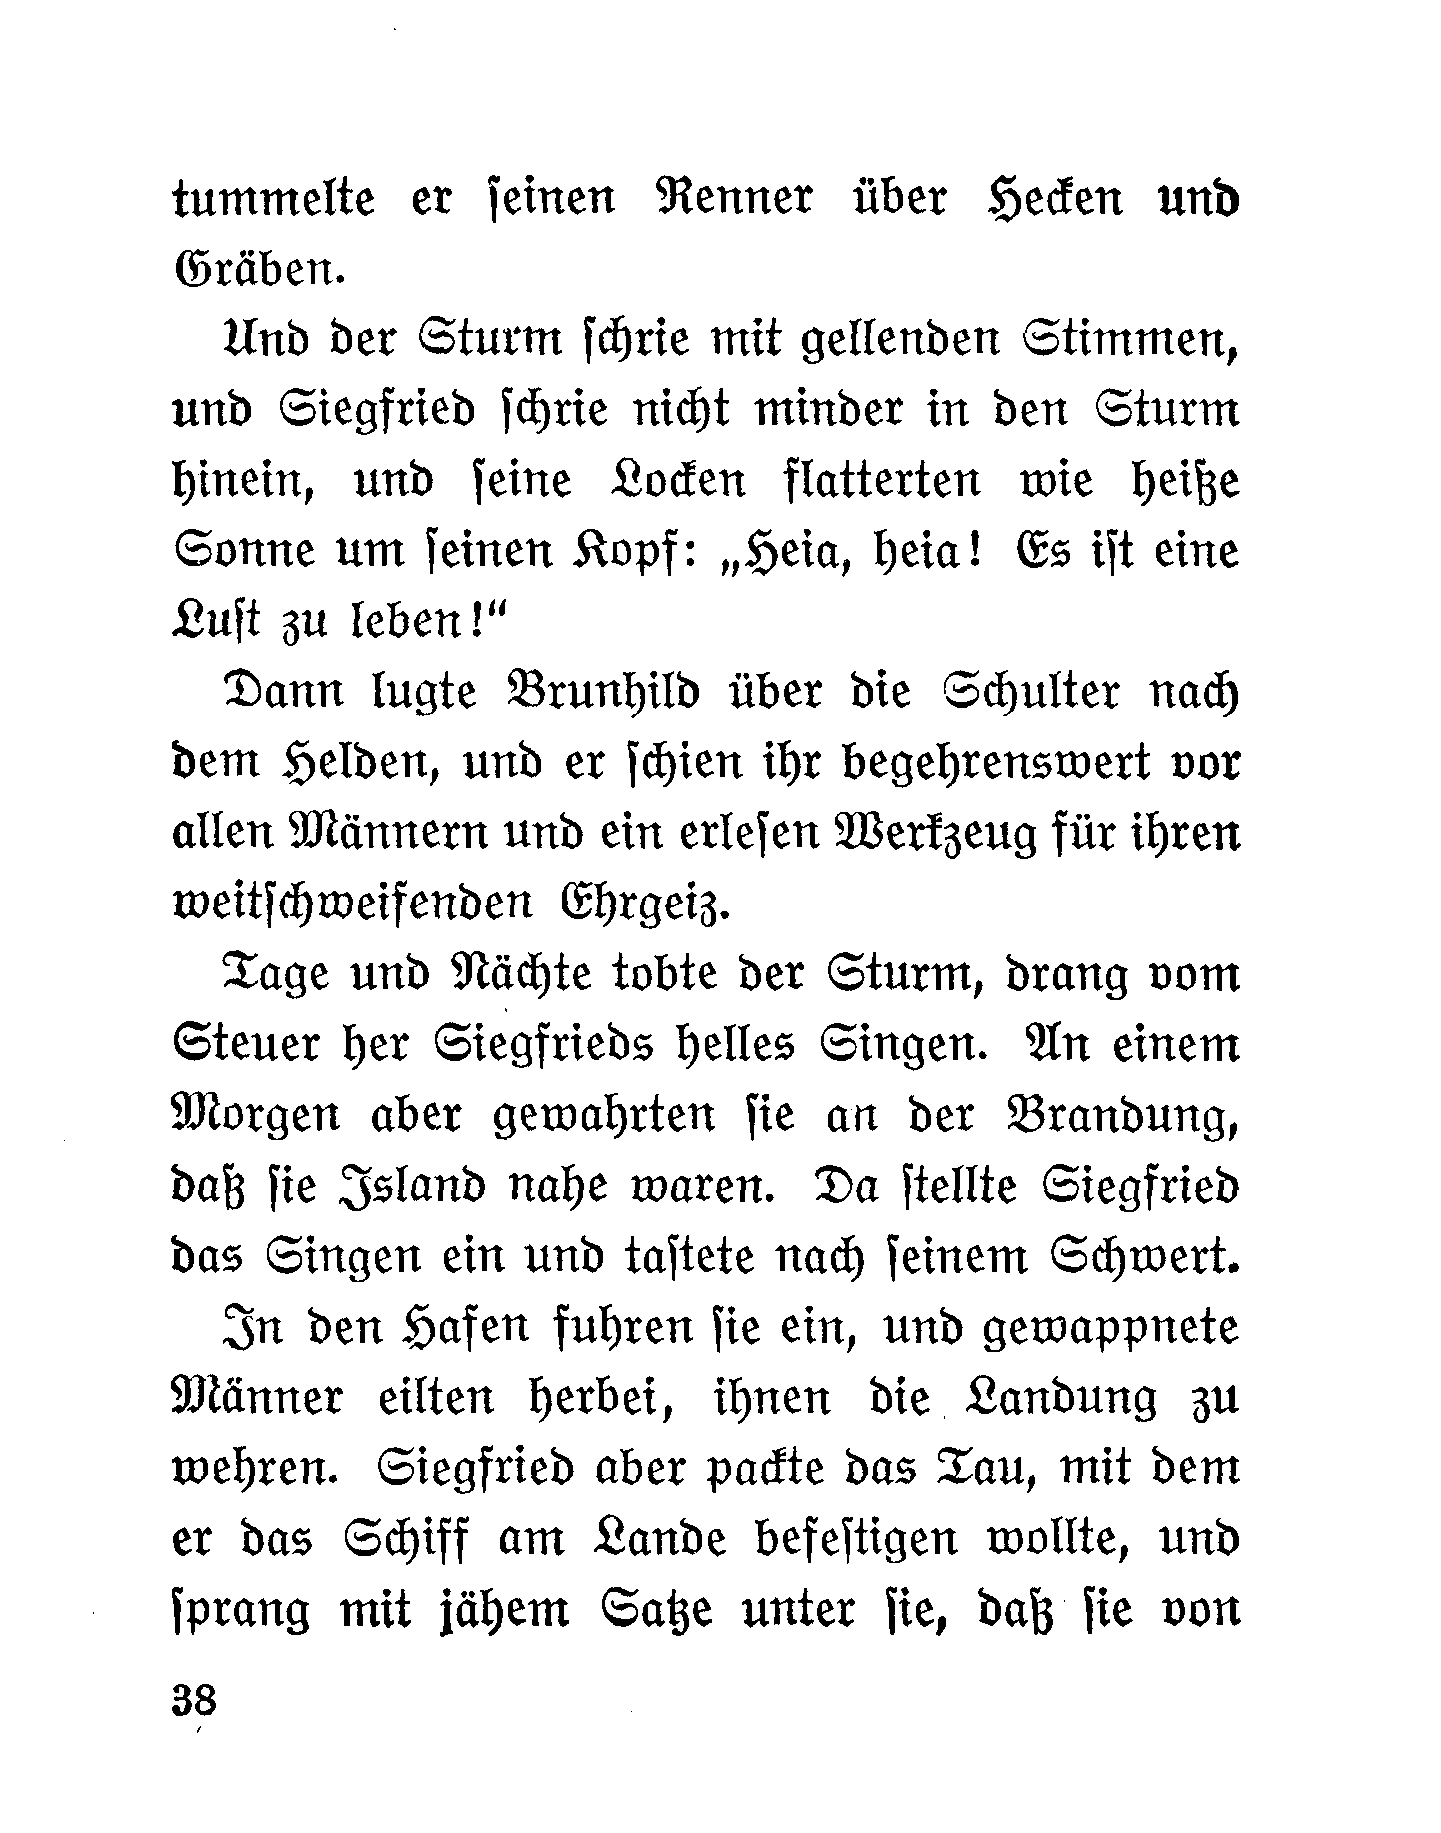 tummelte er ſeinen Renner über Hecken und
Gräben.
Und der Sturm ſchrie mit gellenden Stimmen,
und Siegfried ſchrie nicht minder in den Sturm
hinein, und ſeine Locken flatterten wie heiße
Sonne um ſeinen Kopf: „Heia, heia! Es iſt eine
Luſt zu leben!“
Dann lugte Brunhild über die Schulter nach
dem Helden, und er ſchien ihr begehrenswert vor
allen Männern und ein erleſen Werkzeug für ihren
weitſchweifenden Ehrgeiz.
Tage und Nächte tobte der Sturm, drang vom
Steuer her Siegfrieds helles Singen. An einem
Morgen aber gewahrten ſie an der Brandung,
daß ſie Island nahe waren. Da ſtellte Siegfried
das Singen ein und taſtete nach ſeinem Schwert.
In den Hafen fuhren ſie ein, und gewappnete
Männer eilten herbei, ihnen die Landung zu
wehren. Siegfried aber packte das Tau, mit dem
er das Schiff am Lande befeſtigen wollte, und
ſprang mit jähem Satze unter ſie, daß ſie von
38